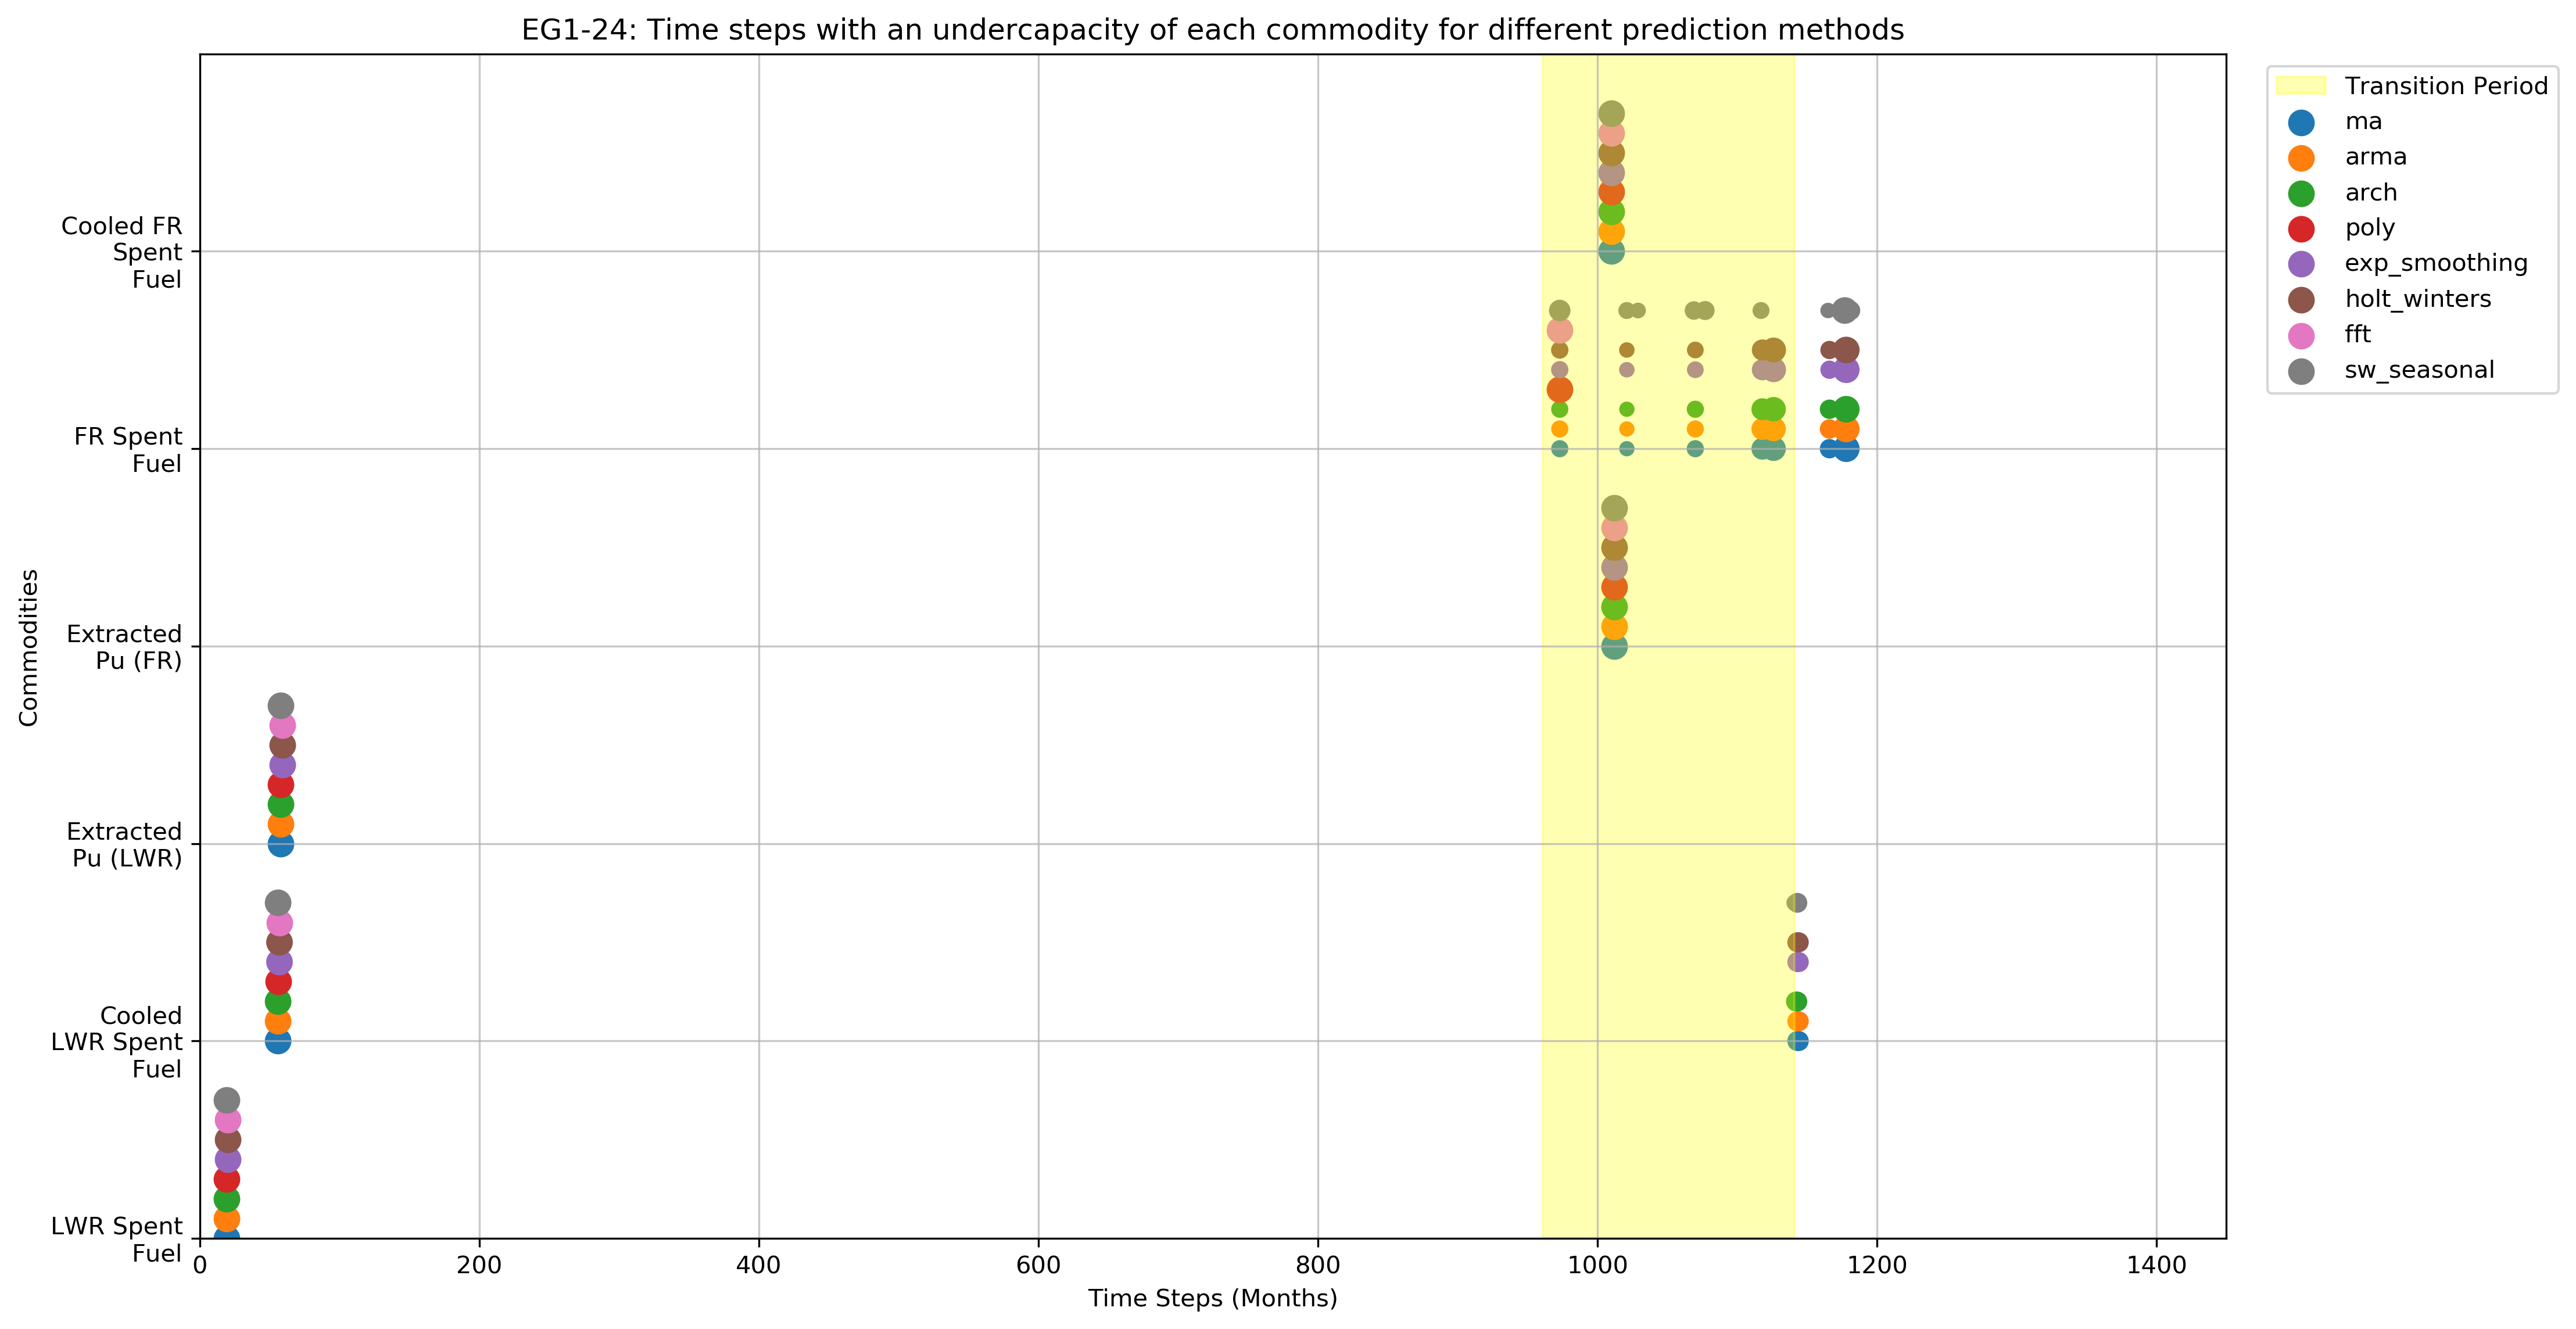 EG1-24: Time steps with an undercapacity of each commodity for different prediction methods
Transition Period
ma
arma
arch
poly
exp_smoothing
holt_winters
fft
sw_seasonal
Commodities
Cooled FR
Spent
Fuel
FR Spent
Fuel
Extracted
Pu (FR)
Extracted
Pu (LWR)
Cooled
LWR Spent
Fuel
LWR Spent
Fuel
0 200 400 600 800 1000 1200 1400
Time Steps (Months)